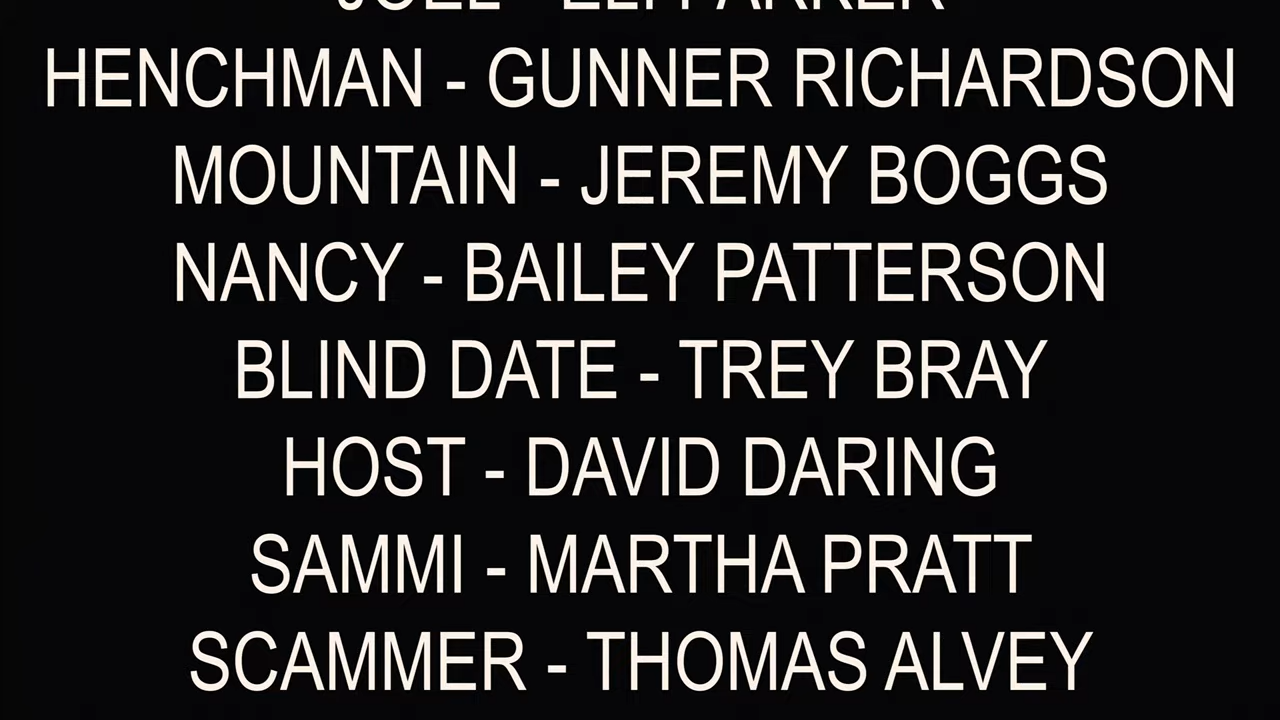 HENCHMAN - GUNNER RICHARDSON
MOUNTAIN - JEREMY BOGGS
NANCY - BAILEY PATTERSON
BLIND DATE - TREY BRAY
HOST - DAVID DARING
SAMMI - MARTHA PRATT
SCAMMER - THOMAS ALVEY